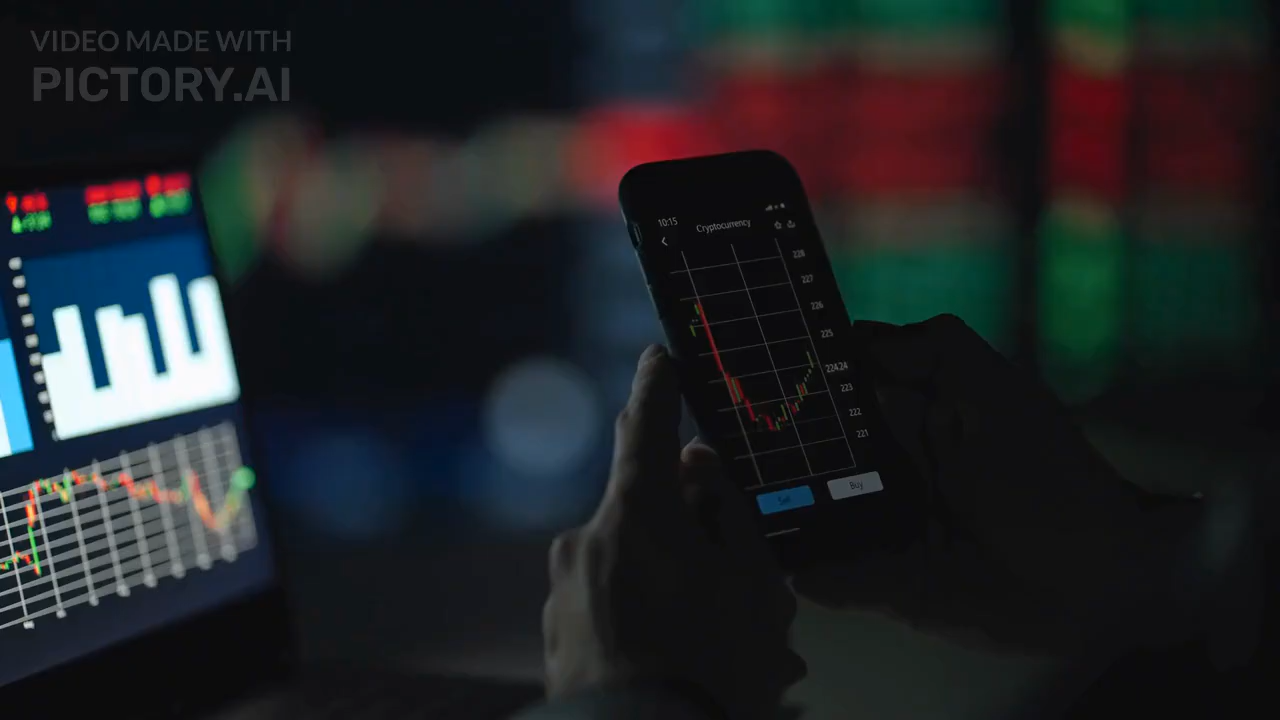 VIDEO MADE WITH
PICTORY.AI
10:15
Cryptocurrency
228
227
226
225
224.24
223
222
221
Sell
Buy